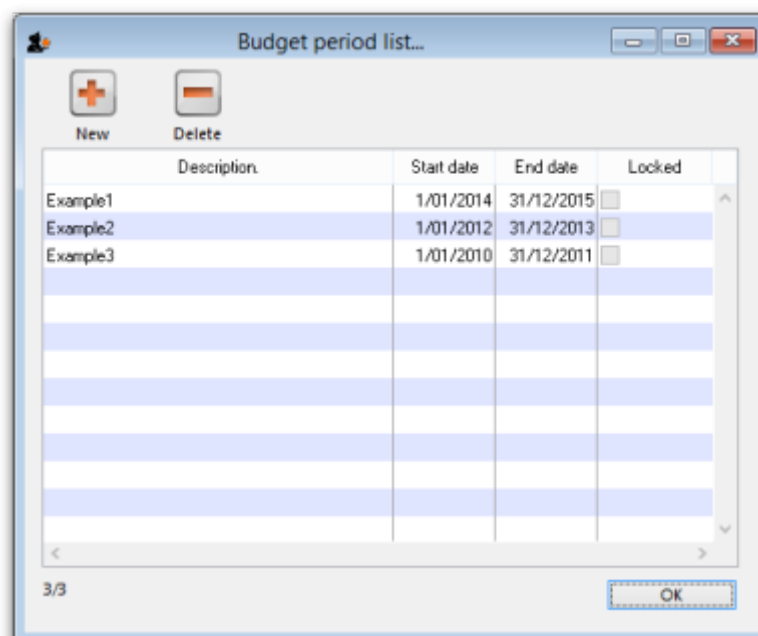 Budget period list...
New Delete
Description. Start date End date Locked
Example1 1/01/2014 31/12/2015
Example2 1/01/2012 31/12/2013
Example3 1/01/2010 31/12/2011
3/3 OK